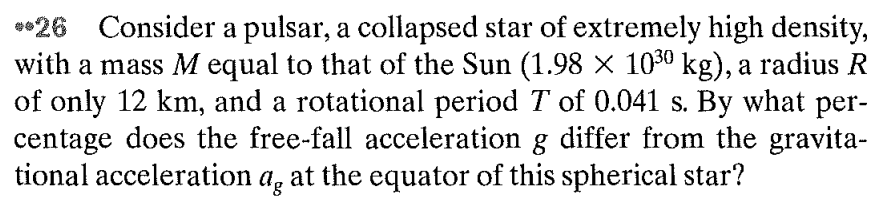 ••26 Consider a pulsar, a collapsed star of extremely high density,
with a mass M equal to that of the Sun (1.98 × 10³⁰ kg), a radius R
of only 12 km, and a rotational period T of 0.041 s. By what per-
centage does the free-fall acceleration g differ from the gravita-
tional acceleration a_g at the equator of this spherical star?